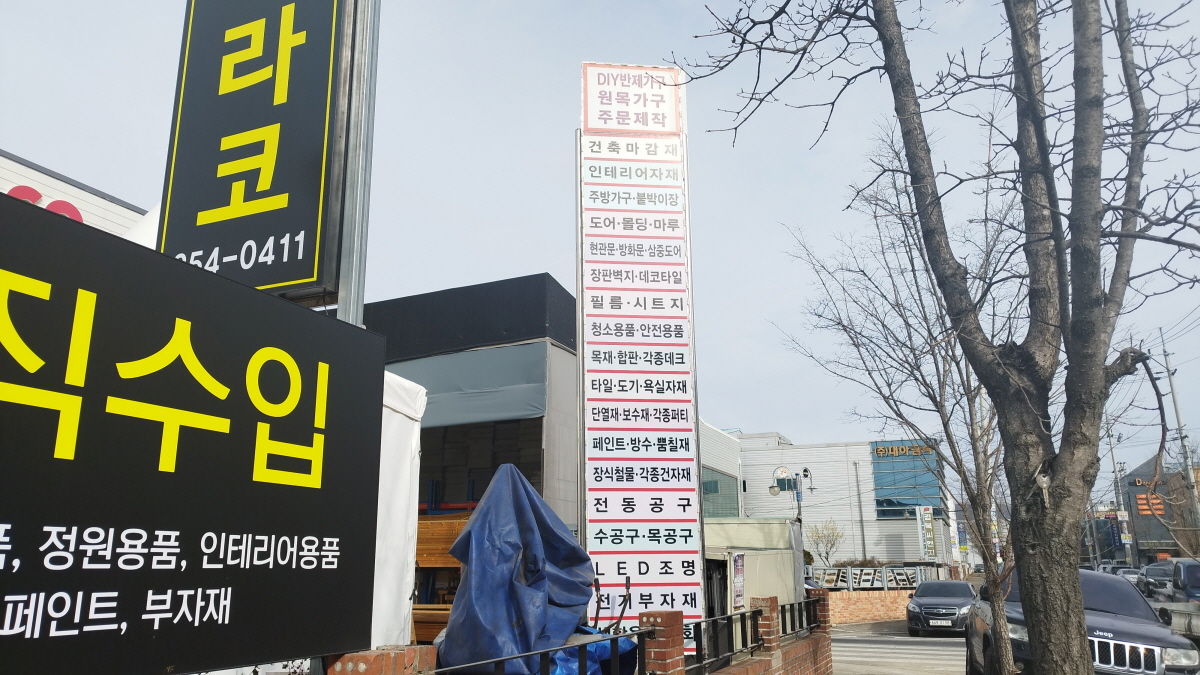 라
코
054-0411
직수입
정원용품, 인테리어용품
페인트, 부자재
DIY반제가구
원목가구
주문제작
건축마감재
인테리어자재
주방가구·붙박이장
도어·몰딩·마루
현관문·방화문·삼중도어
장판벽지·데코타일
필름·시트지
청소용품·안전용품
목재·합판·각종데크
타일·도기·욕실자재
단열재·보수재·각종퍼티
페인트·방수·뿜칠재
장식철물·각종건자재
전동공구
수공구·목공구
LED조명
전기부자재
Jeep